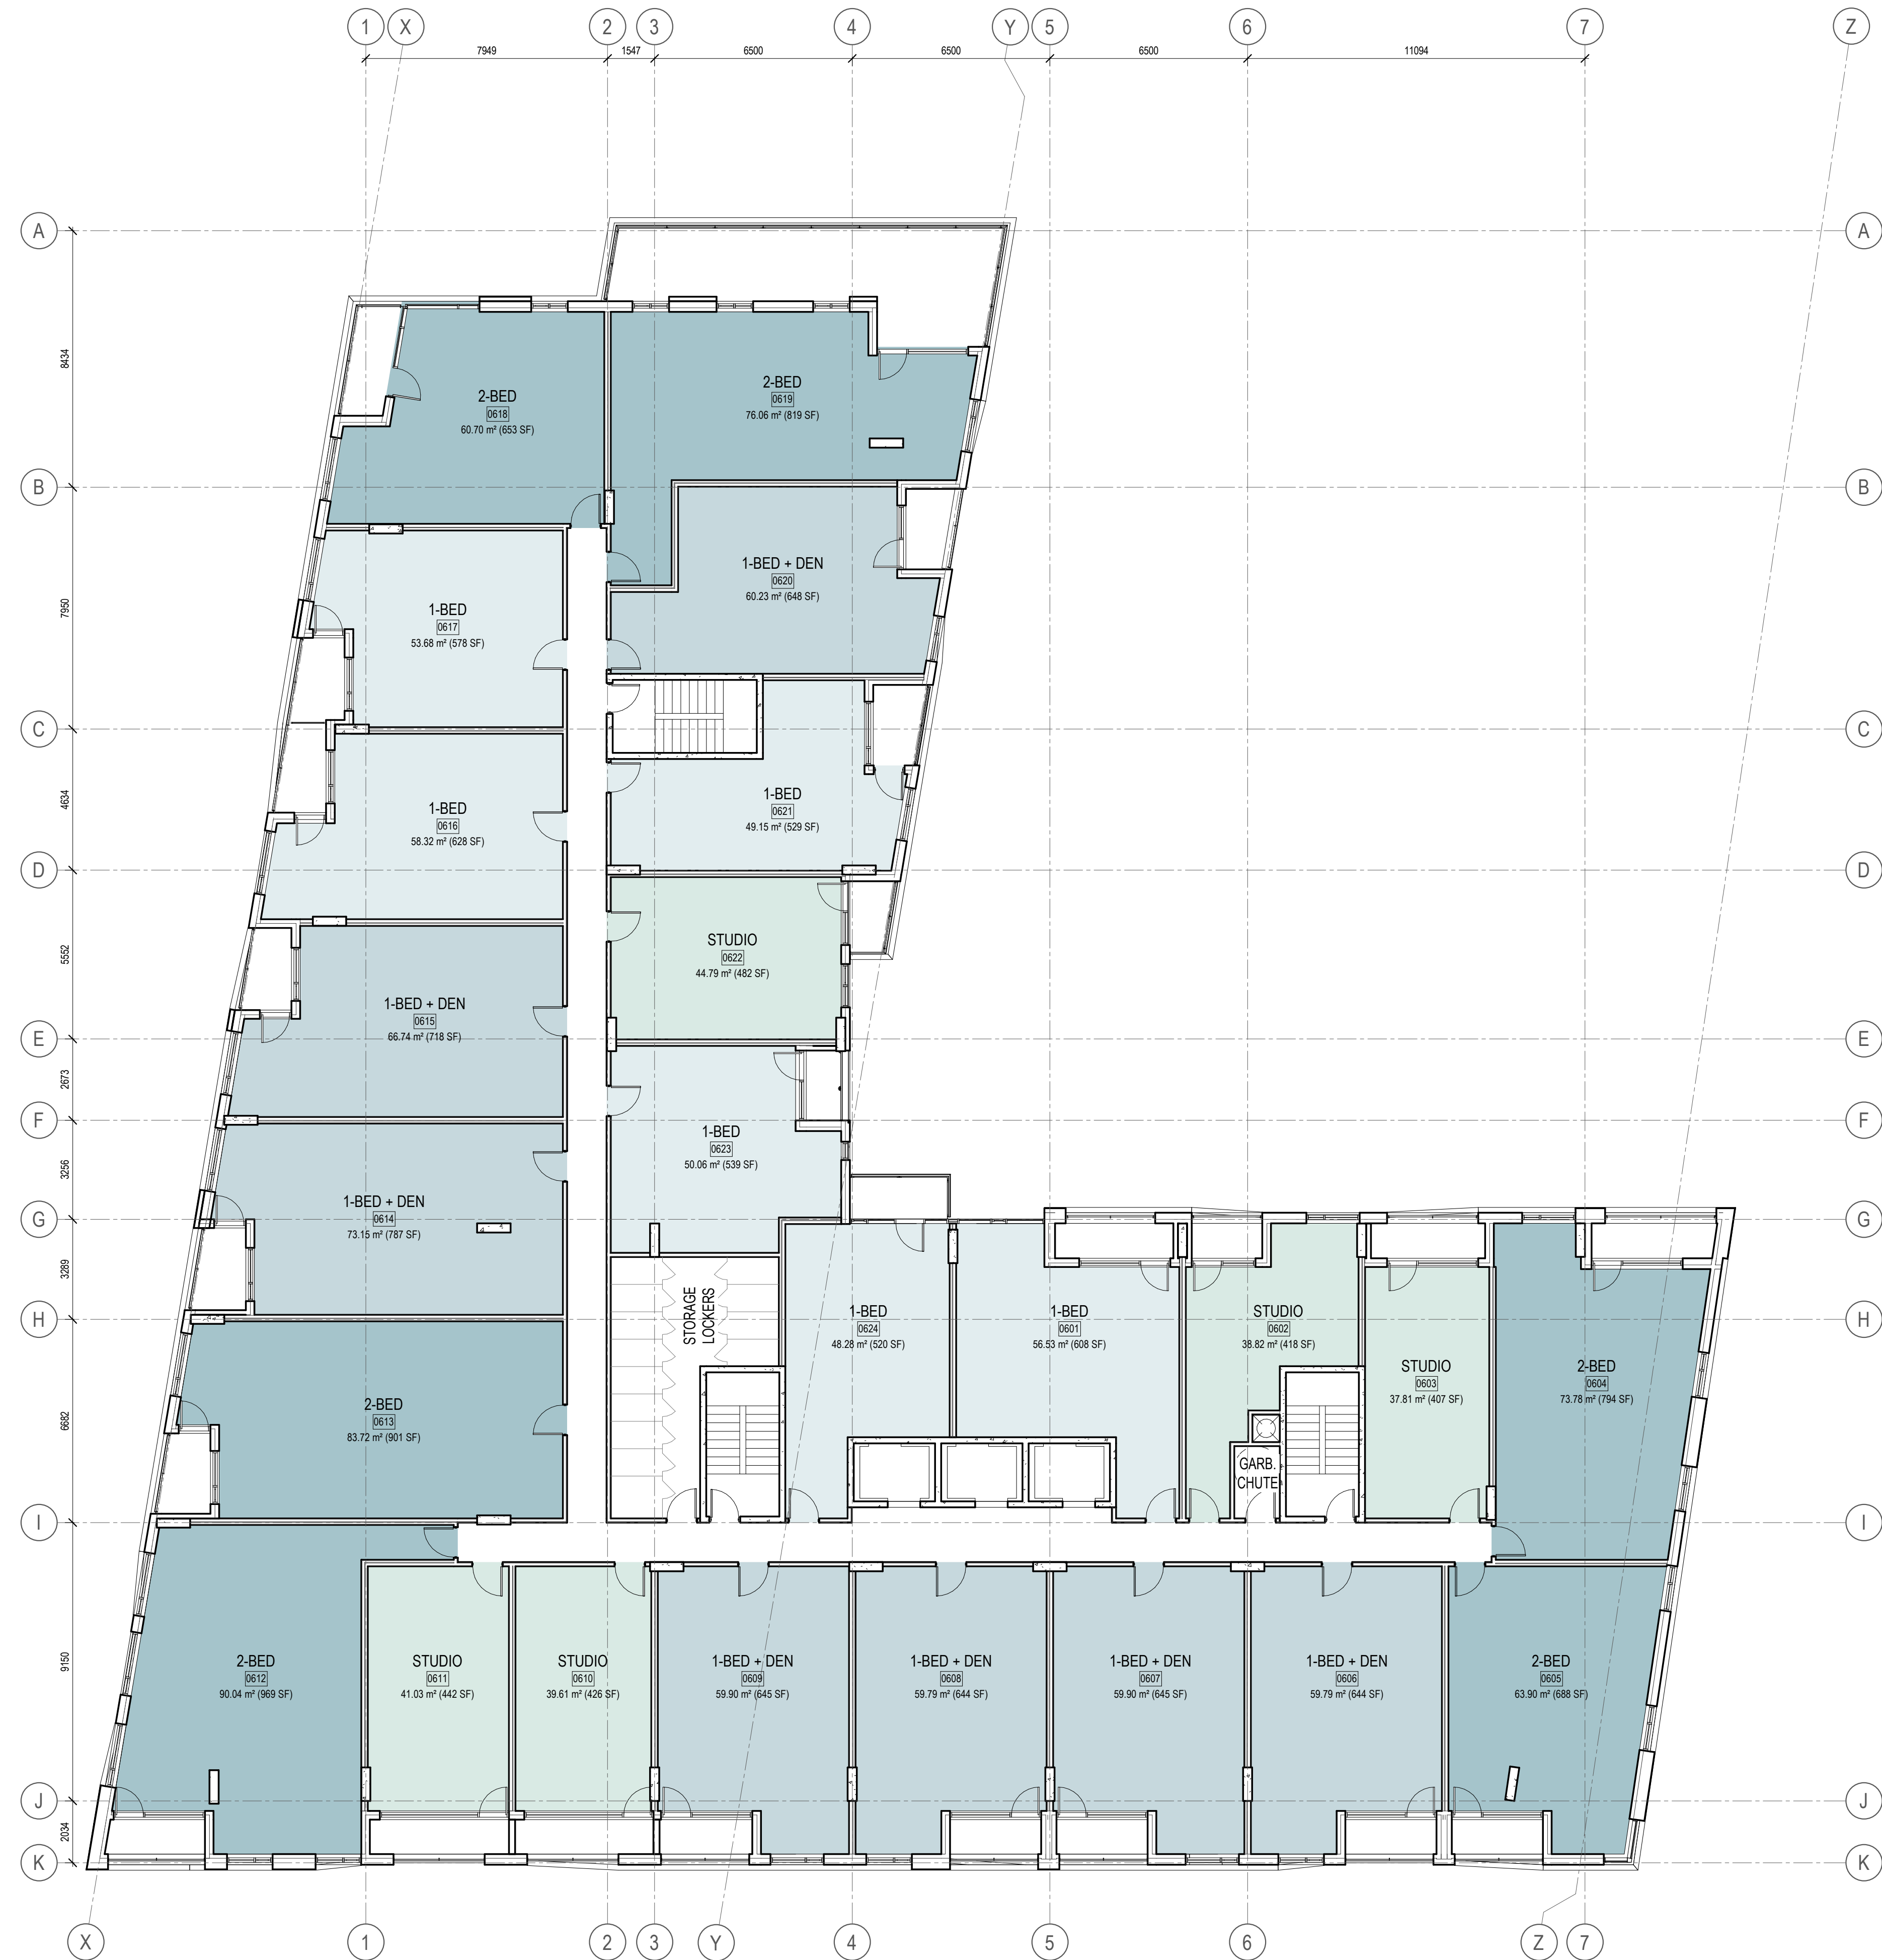 1 X 2 3 4 Y 5 6 7 Z
7949 1547 6500 6500 6500 11094
A A
8434
2-BED
0618
60.70 m² (653 SF)
2-BED
0619
76.06 m² (819 SF)
B B
7950
1-BED + DEN
0620
60.23 m² (648 SF)
1-BED
0617
53.68 m² (578 SF)
C C
4634
1-BED
0616
58.32 m² (628 SF)
1-BED
0621
49.15 m² (529 SF)
D D
5552
STUDIO
0622
44.79 m² (482 SF)
1-BED + DEN
0615
66.74 m² (718 SF)
E E
2673
F F
3256
1-BED
0623
50.06 m² (539 SF)
1-BED + DEN
0614
73.15 m² (787 SF)
G G
3289
STORAGE
LOCKERS
1-BED
0624
48.28 m² (520 SF)
1-BED
0601
56.53 m² (608 SF)
STUDIO
0602
38.82 m² (418 SF)
H H
STUDIO
0603
37.81 m² (407 SF)
2-BED
0604
73.78 m² (794 SF)
6682
2-BED
0613
83.72 m² (901 SF)
GARB.
CHUTE
I I
9150
2-BED
0612
90.04 m² (969 SF)
STUDIO
0611
41.03 m² (442 SF)
STUDIO
0610
39.61 m² (426 SF)
1-BED + DEN
0609
59.90 m² (645 SF)
1-BED + DEN
0608
59.79 m² (644 SF)
1-BED + DEN
0607
59.90 m² (645 SF)
1-BED + DEN
0606
59.79 m² (644 SF)
2-BED
0605
63.90 m² (688 SF)
J J
2034
K K
X 1 2 3 Y 4 5 6 Z 7